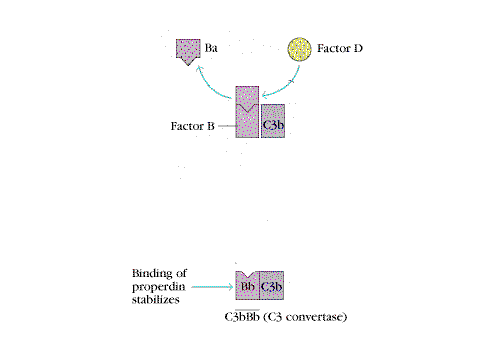 Ba
Factor D
Factor B
C3b
Binding of
properdin
stabilizes
Bb
C3b
C3bBb (C3 convertase)